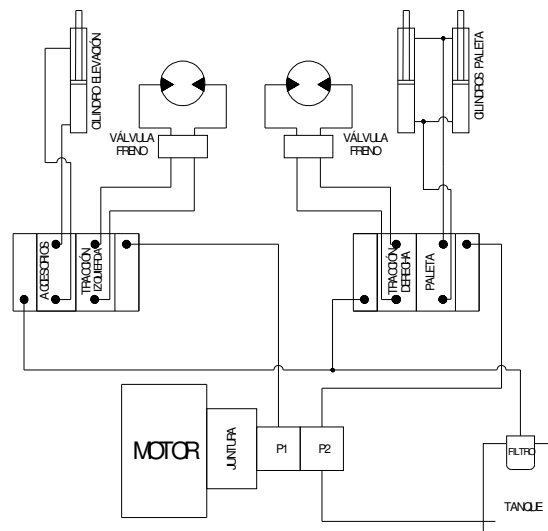 CILINDRO ELEVACIÓN
CILINDROS PALETA
VÁLVULA
FRENO
VÁLVULA
FRENO
ACCESORIOS
TRACCIÓN
IZQUIERDA
TRACCIÓN
DERECHA
PALETA
MOTOR
JUNTURA
P1
P2
FILTRO
TANQUE